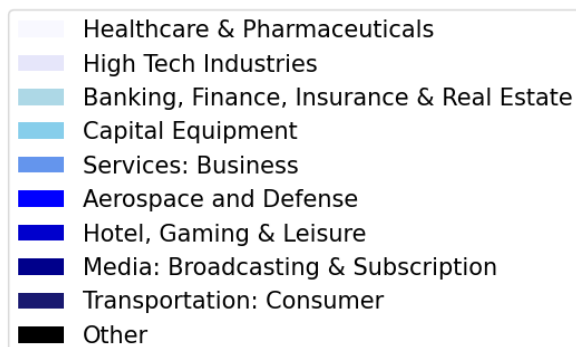 Healthcare & Pharmaceuticals
High Tech Industries
Banking, Finance, Insurance & Real Estate
Capital Equipment
Services: Business
Aerospace and Defense
Hotel, Gaming & Leisure
Media: Broadcasting & Subscription
Transportation: Consumer
Other